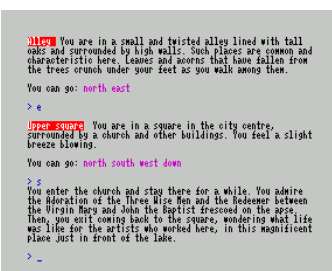 Alley You are in a small and twisted alley lined with tall
oaks and surrounded by high walls. Such places are common and
characteristic here. Leaves and acorns that have fallen from
the trees crunch under your feet as you walk among them.
You can go: north east
> e
Upper square You are in a square in the city centre,
surrounded by a church and other buildings. You feel a slight
breeze blowing.
You can go: north south west down
> s
You enter the church and stay there for a while. You admire
the Adoration of the Three Wise Men and the Redeemer between
the Virgin Mary and John the Baptist frescoed on the apse.
Then, you exit coming back to the square, wondering what life
was like for the artists who worked here, in this magnificent
place just in front of the lake.
> _